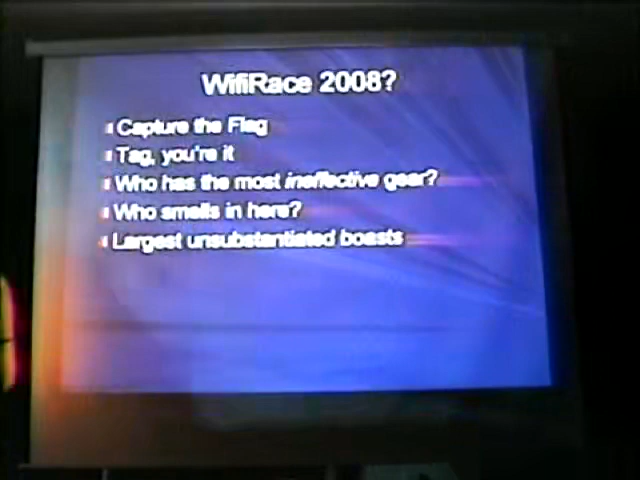 WifiRace 2008?
Capture the Flag
Tag, you're it
Who has the most ineffective gear?
Who smells in here?
Largest unsubstantiated boasts